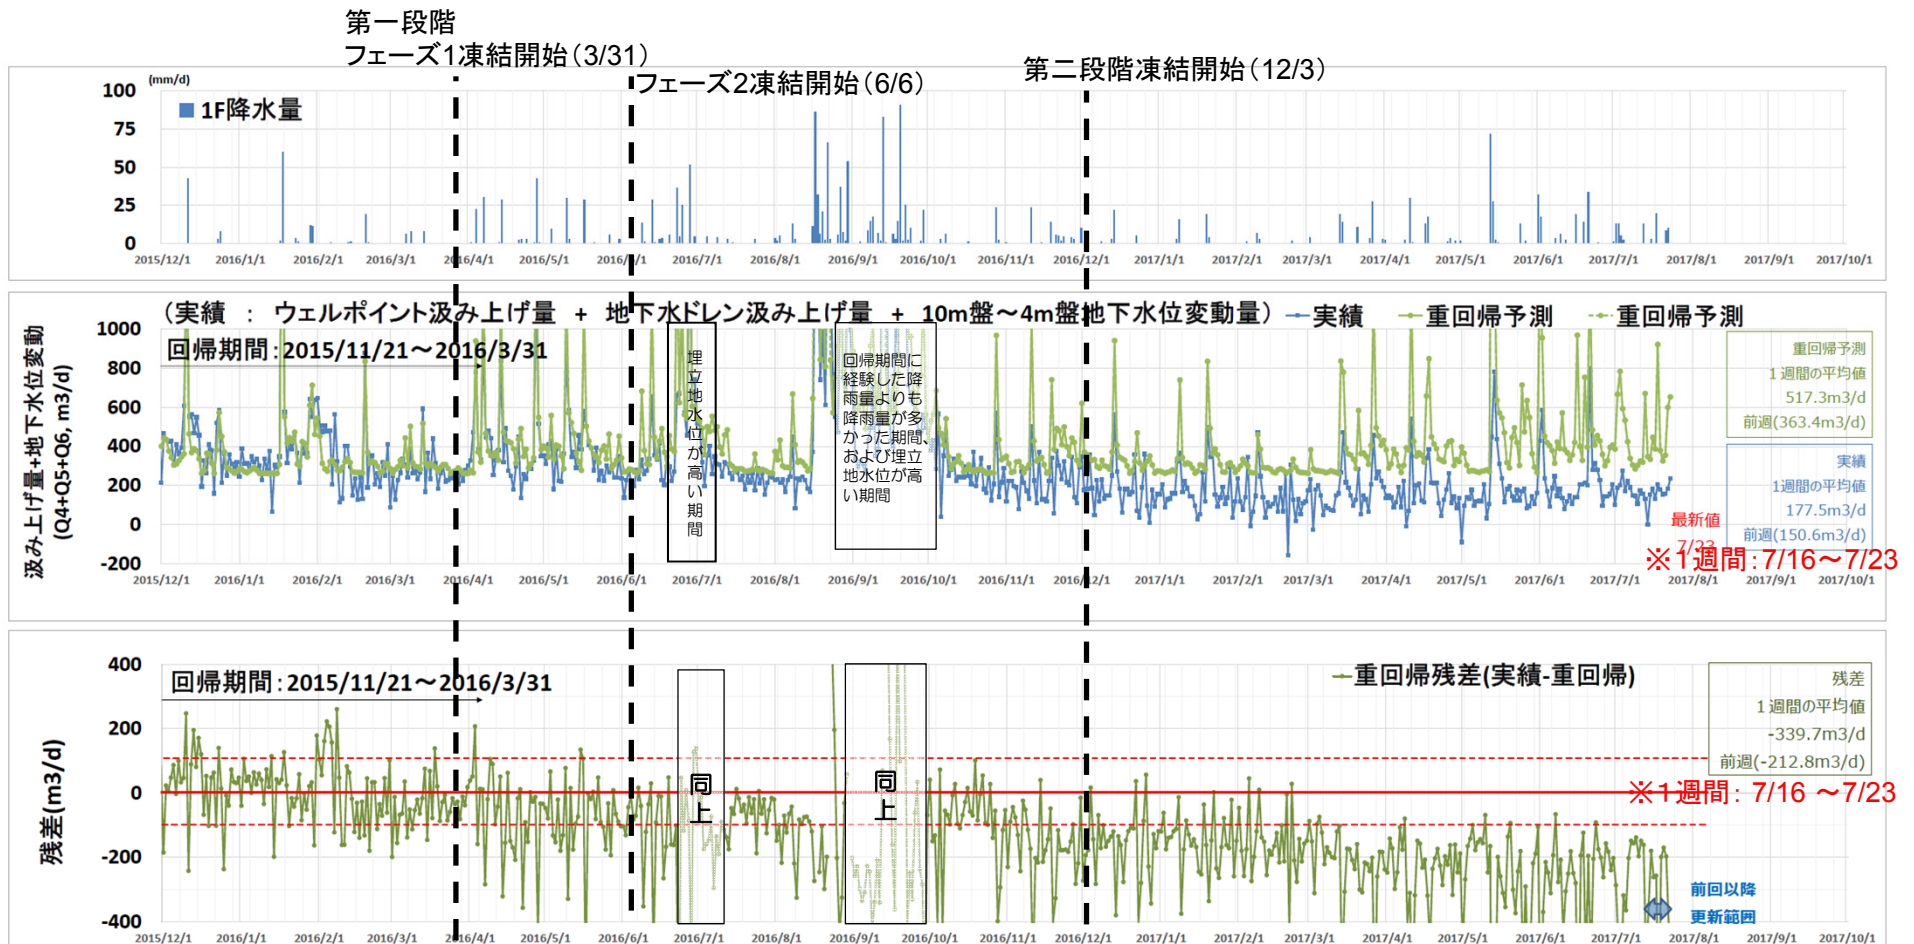 第一段階
フェーズ1凍結開始(3/31)
フェーズ2凍結開始(6/6)
第二段階凍結開始(12/3)
(mm/d)
1F降水量
100
75
50
25
0
2015/12/1 2016/1/1 2016/2/1 2016/3/1 2016/4/1 2016/5/1 2016/6/1 2016/7/1 2016/8/1 2016/9/1 2016/10/1 2016/11/1 2016/12/1 2017/1/1 2017/2/1 2017/3/1 2017/4/1 2017/5/1 2017/6/1 2017/7/1 2017/8/1 2017/9/1 2017/10/1
(実績 : ウェルポイント汲み上げ量 + 地下水ドレン汲み上げ量 + 10m盤~4m盤地下水位変動量)
実績 重回帰予測 重回帰予測
回帰期間:2015/11/21~2016/3/31
汲み上げ量+地下水位変動
(Q4+Q5+Q6, m3/d)
1000
800
600
400
200
0
-200
埋立地水位が高い期間
回帰期間に
経験した降
雨量よりも
降雨量が多
かった期間、
および埋立
地水位が高
い期間
重回帰予測
1週間の平均値
517.3m3/d
前週(363.4m3/d)
実績
1週間の平均値
177.5m3/d
前週(150.6m3/d)
最新値
7/23
※1週間:7/16~7/23
2015/12/1 2016/1/1 2016/2/1 2016/3/1 2016/4/1 2016/5/1 2016/6/1 2016/7/1 2016/8/1 2016/9/1 2016/10/1 2016/11/1 2016/12/1 2017/1/1 2017/2/1 2017/3/1 2017/4/1 2017/5/1 2017/6/1 2017/7/1 2017/8/1 2017/9/1 2017/10/1
残差(m3/d)
400
200
0
-200
-400
回帰期間:2015/11/21~2016/3/31
同上
同上
重回帰残差(実績-重回帰)
残差
1週間の平均値
-339.7m3/d
前週(-212.8m3/d)
※1週間: 7/16 ~7/23
前回以降
更新範囲
2015/12/1 2016/1/1 2016/2/1 2016/3/1 2016/4/1 2016/5/1 2016/6/1 2016/7/1 2016/8/1 2016/9/1 2016/10/1 2016/11/1 2016/12/1 2017/1/1 2017/2/1 2017/3/1 2017/4/1 2017/5/1 2017/6/1 2017/7/1 2017/8/1 2017/9/1 2017/10/1